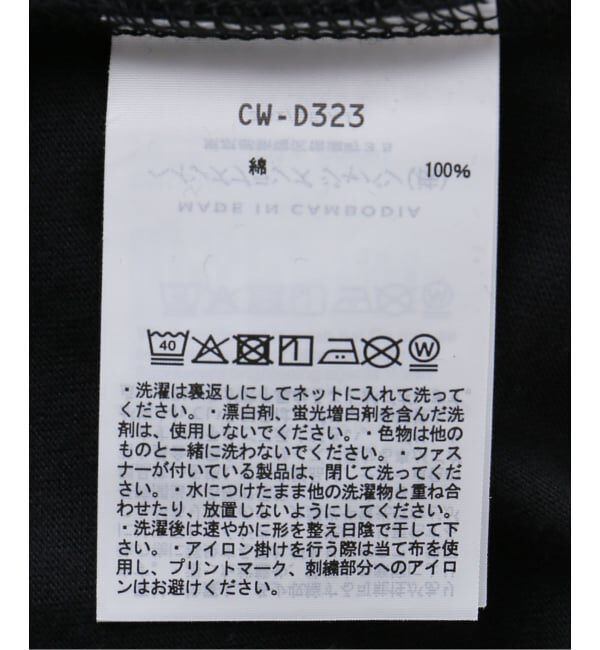 CW-D323
綿 100%
40
W
・洗濯は裏返しにしてネットに入れて洗って
ください。・漂白剤、蛍光増白剤を含んだ洗
剤は、使用しないでください。・色物は他の
ものと一緒に洗わないでください。・ファス
ナーが付いている製品は、閉じて洗ってくだ
さい。・水につけたまま他の洗濯物と重ね合
わせたり、放置しないようにしてください。
・洗濯後は速やかに形を整え日陰で干して下
さい。・アイロン掛けを行う際は当て布を使
用し、プリントマーク、刺繍部分へのアイロ
ンはお避けください。